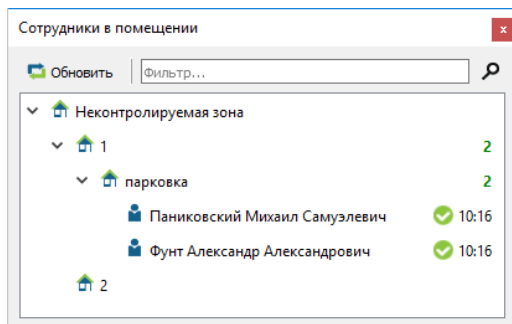 Сотрудники в помещении x
Обновить Фильтр...
Неконтролируемая зона
1 2
парковка 2
Паниковский Михаил Самуэлевич 10:16
Фунт Александр Александрович 10:16
2